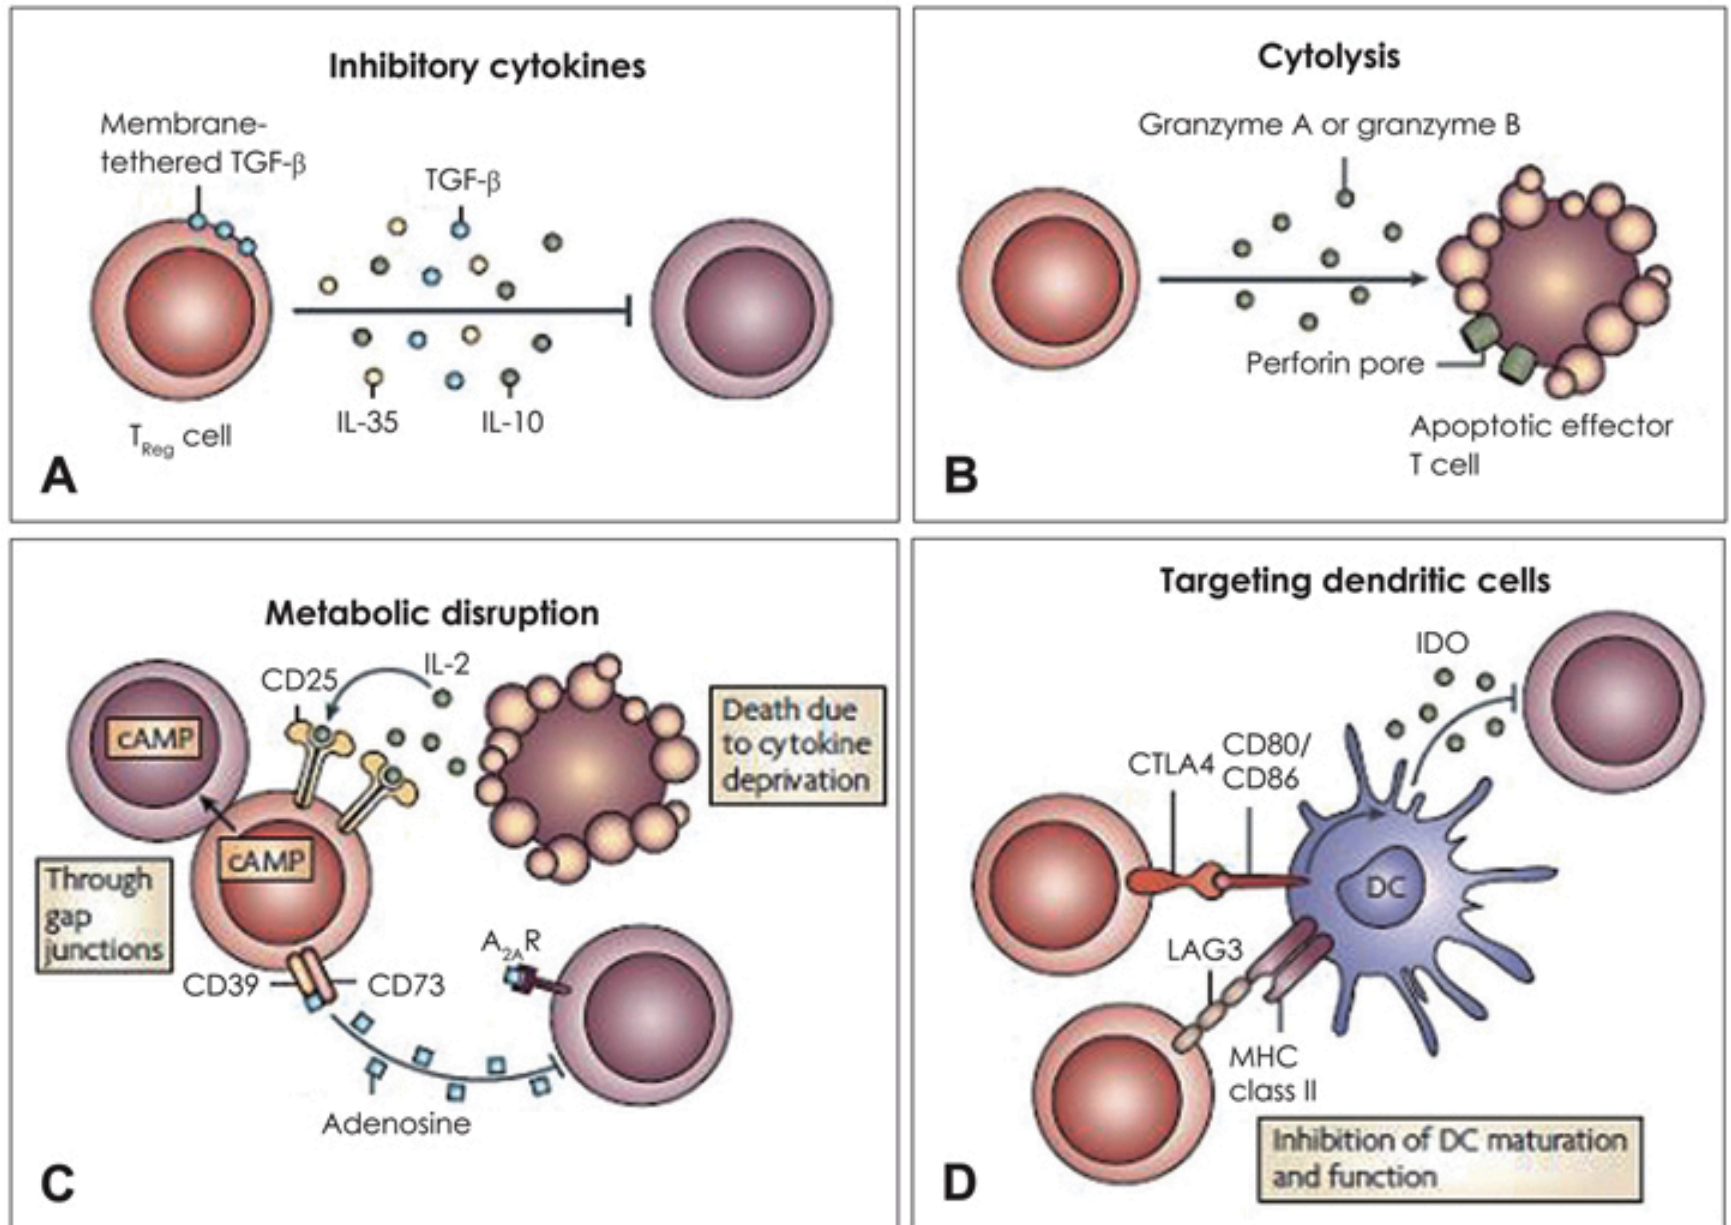 Inhibitory cytokines
Membrane-
tethered TGF-β
TGF-β
IL-35
IL-10
TReg cell
A
Cytolysis
Granzyme A or granzyme B
Perforin pore
Apoptotic effector
T cell
B
Metabolic disruption
CD25
IL-2
cAMP
cAMP
Death due
to cytokine
deprivation
Through
gap
junctions
CD39
CD73
A2AR
Adenosine
C
Targeting dendritic cells
IDO
CTLA4
CD80/
CD86
DC
LAG3
MHC
class II
Inhibition of DC maturation
and function
D